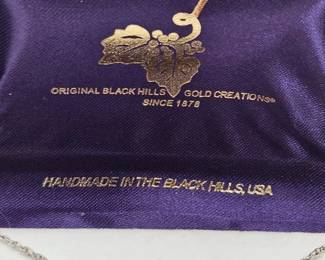 ORIGINAL BLACK HILLS GOLD CREATIONS®
SINCE 1878
HANDMADE IN THE BLACK HILLS, USA